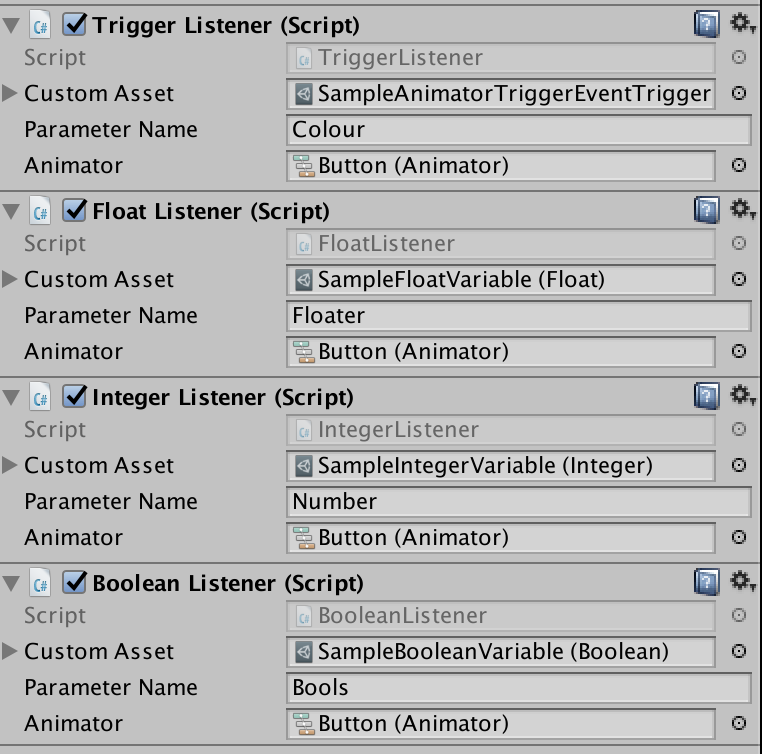 Trigger Listener (Script)
Script TriggerListener
Custom Asset SampleAnimatorTriggerEventTrigger
Parameter Name Colour
Animator Button (Animator)
Float Listener (Script)
Script FloatListener
Custom Asset SampleFloatVariable (Float)
Parameter Name Floater
Animator Button (Animator)
Integer Listener (Script)
Script IntegerListener
Custom Asset SampleIntegerVariable (Integer)
Parameter Name Number
Animator Button (Animator)
Boolean Listener (Script)
Script BooleanListener
Custom Asset SampleBooleanVariable (Boolean)
Parameter Name Bools
Animator Button (Animator)